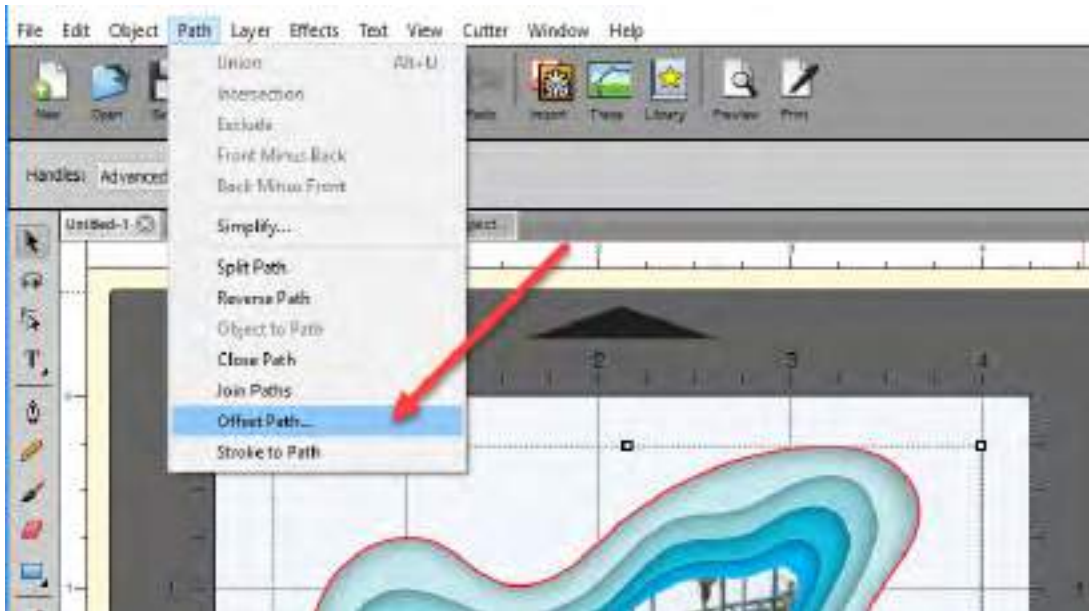 File Edit Object Path Layer Effects Text View Cutter Window Help
Union Alt+U
Intersection
Exclude
Front Minus Back
Back Minus Front
Simplify...
Split Path
Reverse Path
Object to Path
Close Path
Join Paths
Offset Path...
Stroke to Path
New Open Import Trace Library Preview Print
Handles: Advanced
Untitled-1
2 3 4
1